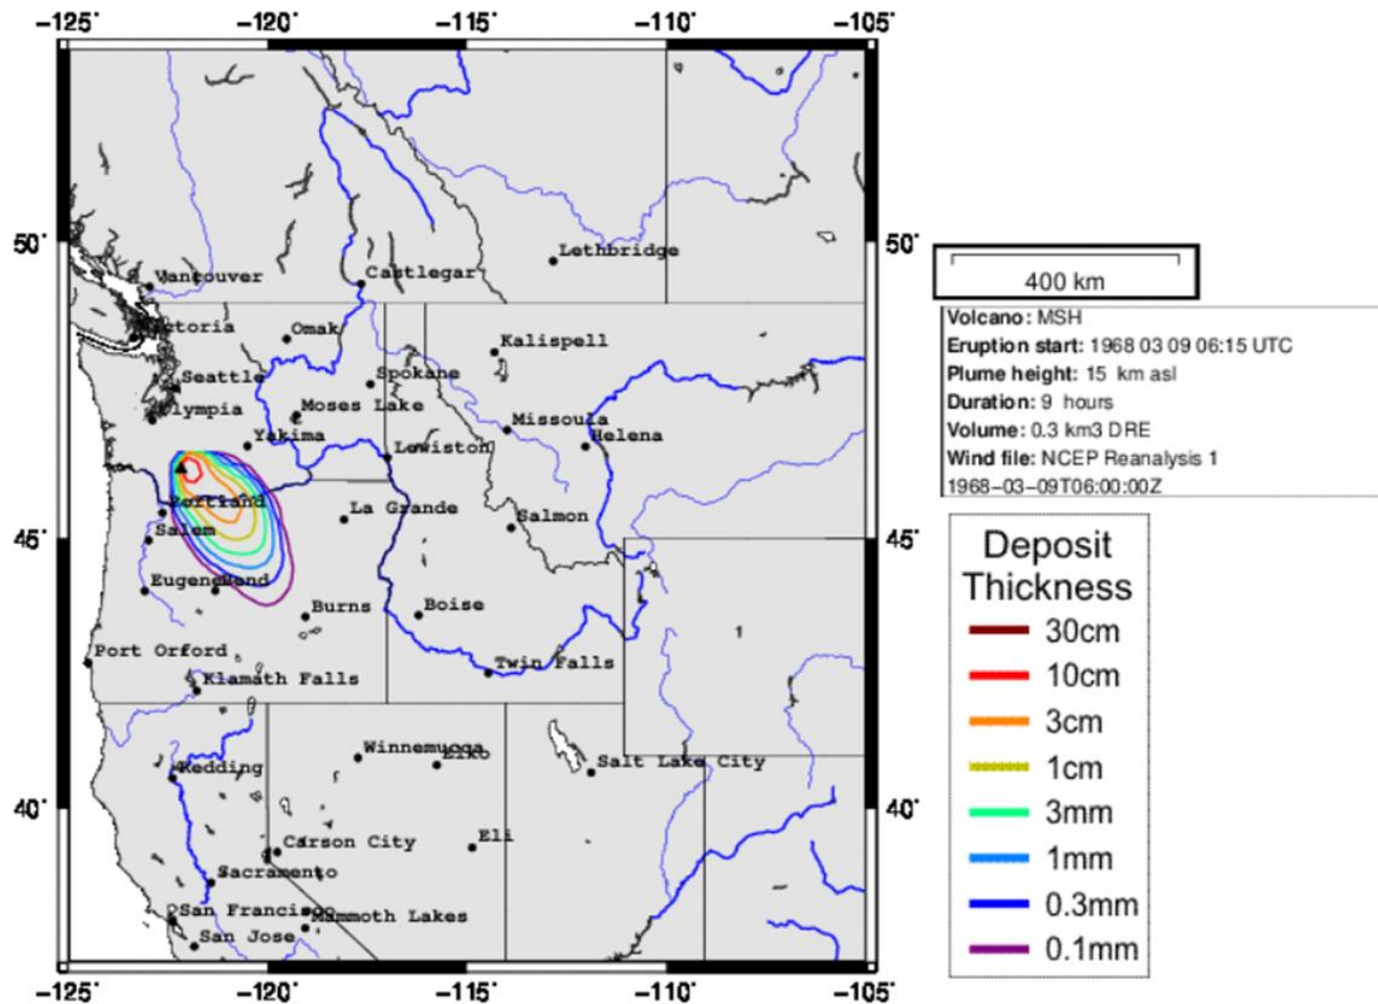 −125˚ −120˚ −115˚ −110˚ −105˚
50˚ 50˚
Lethbridge
Vancouver
Castlegar
400 km
Victoria
Omak
Kalispell
Volcano: MSH
Eruption start: 1968 03 09 06:15 UTC
Plume height: 15 km asl
Duration: 9 hours
Volume: 0.3 km3 DRE
Wind file: NCEP Reanalysis 1
1968−03−09T06:00:00Z
Seattle
Spokane
Olympia
Moses Lake
Missoula
Yakima
Helena
Lewiston
Portland
La Grande
Salmon
Salem
45˚ 45˚
Eugene
Bend
Burns
Boise
1
Port Orford
Twin Falls
Klamath Falls
Winnemucca
Elko
Redding
Salt Lake City
40˚ 40˚
Carson City
Eli
Sacramento
San Francisco
Mammoth Lakes
San Jose
−125˚ −120˚ −115˚ −110˚ −105˚
Deposit
Thickness
30cm
10cm
3cm
1cm
3mm
1mm
0.3mm
0.1mm